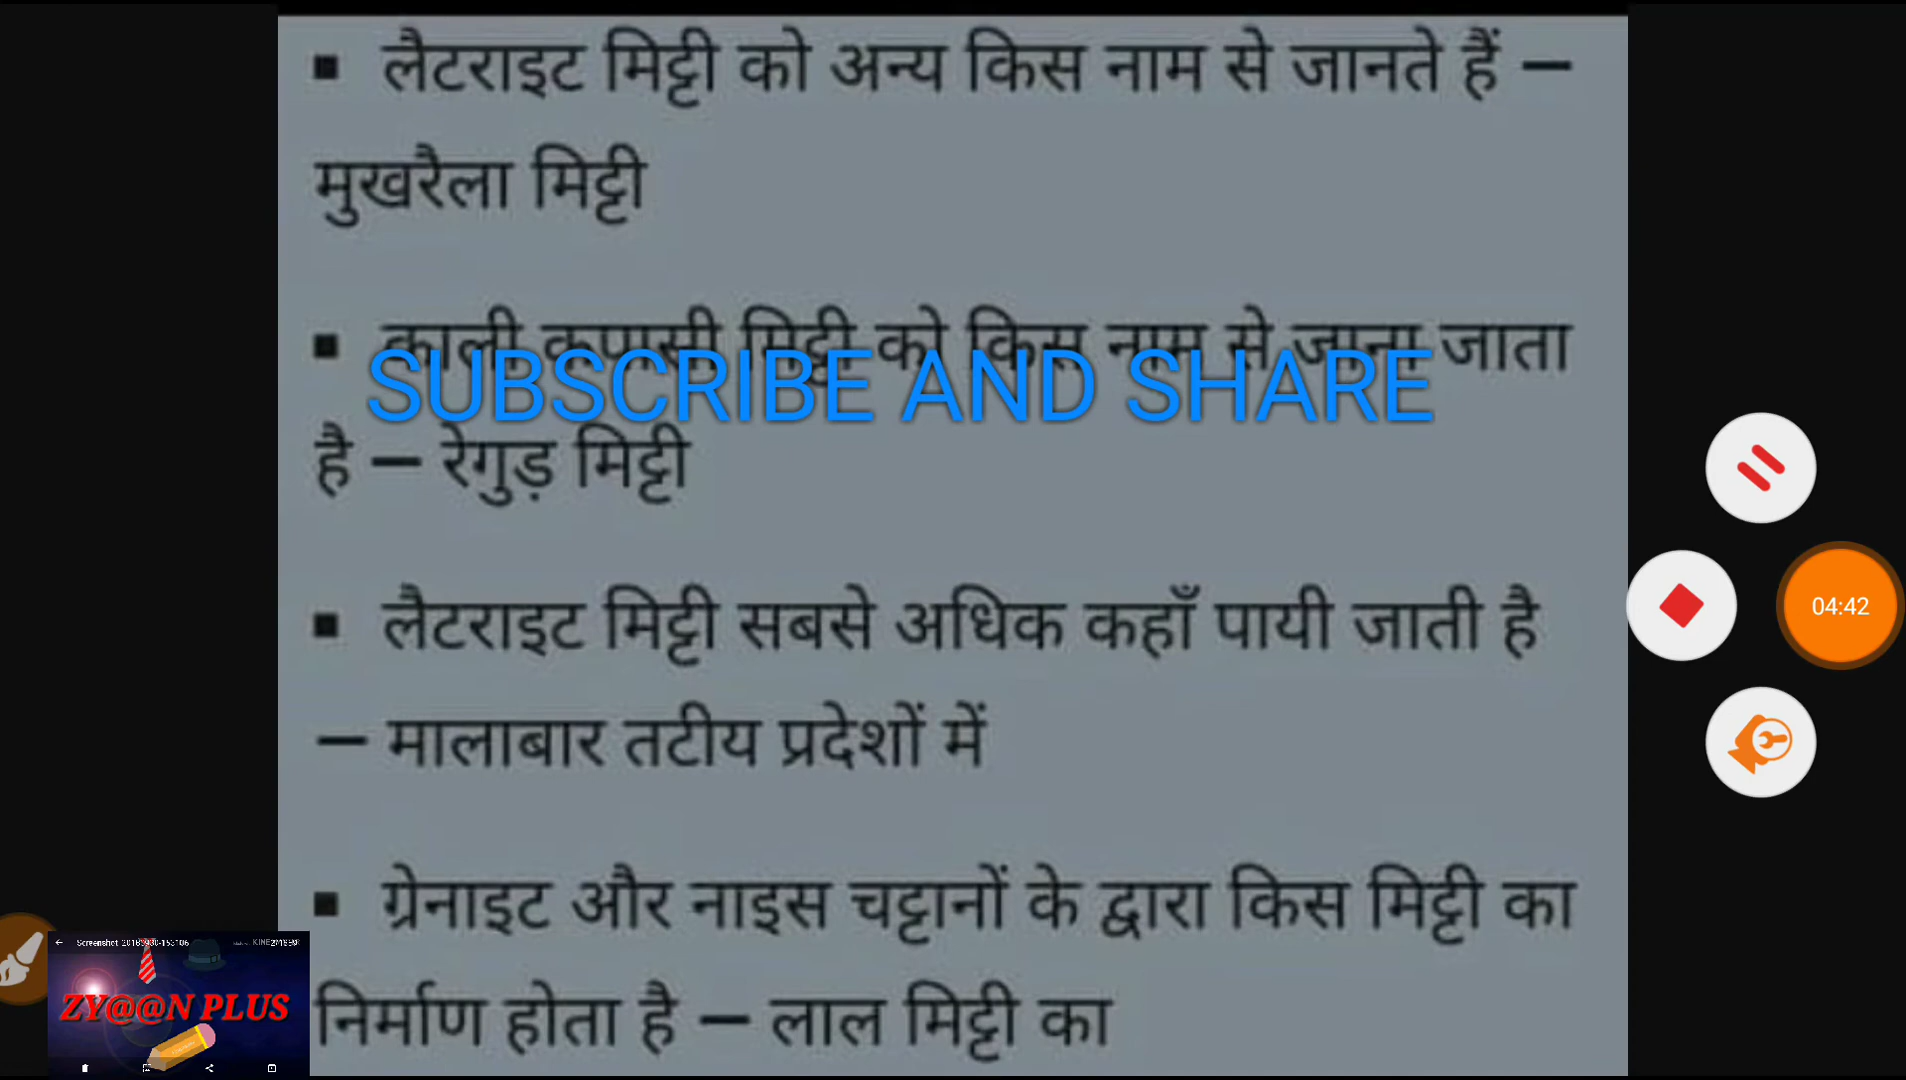 ▪ लैटराइट मिट्टी को अन्य किस नाम से जानते हैं –
मुखरैला मिट्टी
▪ काली कपासी मिट्टी को किस नाम से जाना जाता
SUBSCRIBE AND SHARE
है – रेगुड़ मिट्टी
▪ लैटराइट मिट्टी सबसे अधिक कहाँ पायी जाती है
– मालाबार तटीय प्रदेशों में
▪ ग्रेनाइट और नाइस चट्टानों के द्वारा किस मिट्टी का
निर्माण होता है – लाल मिट्टी का
04:42
ZY@@N PLUS